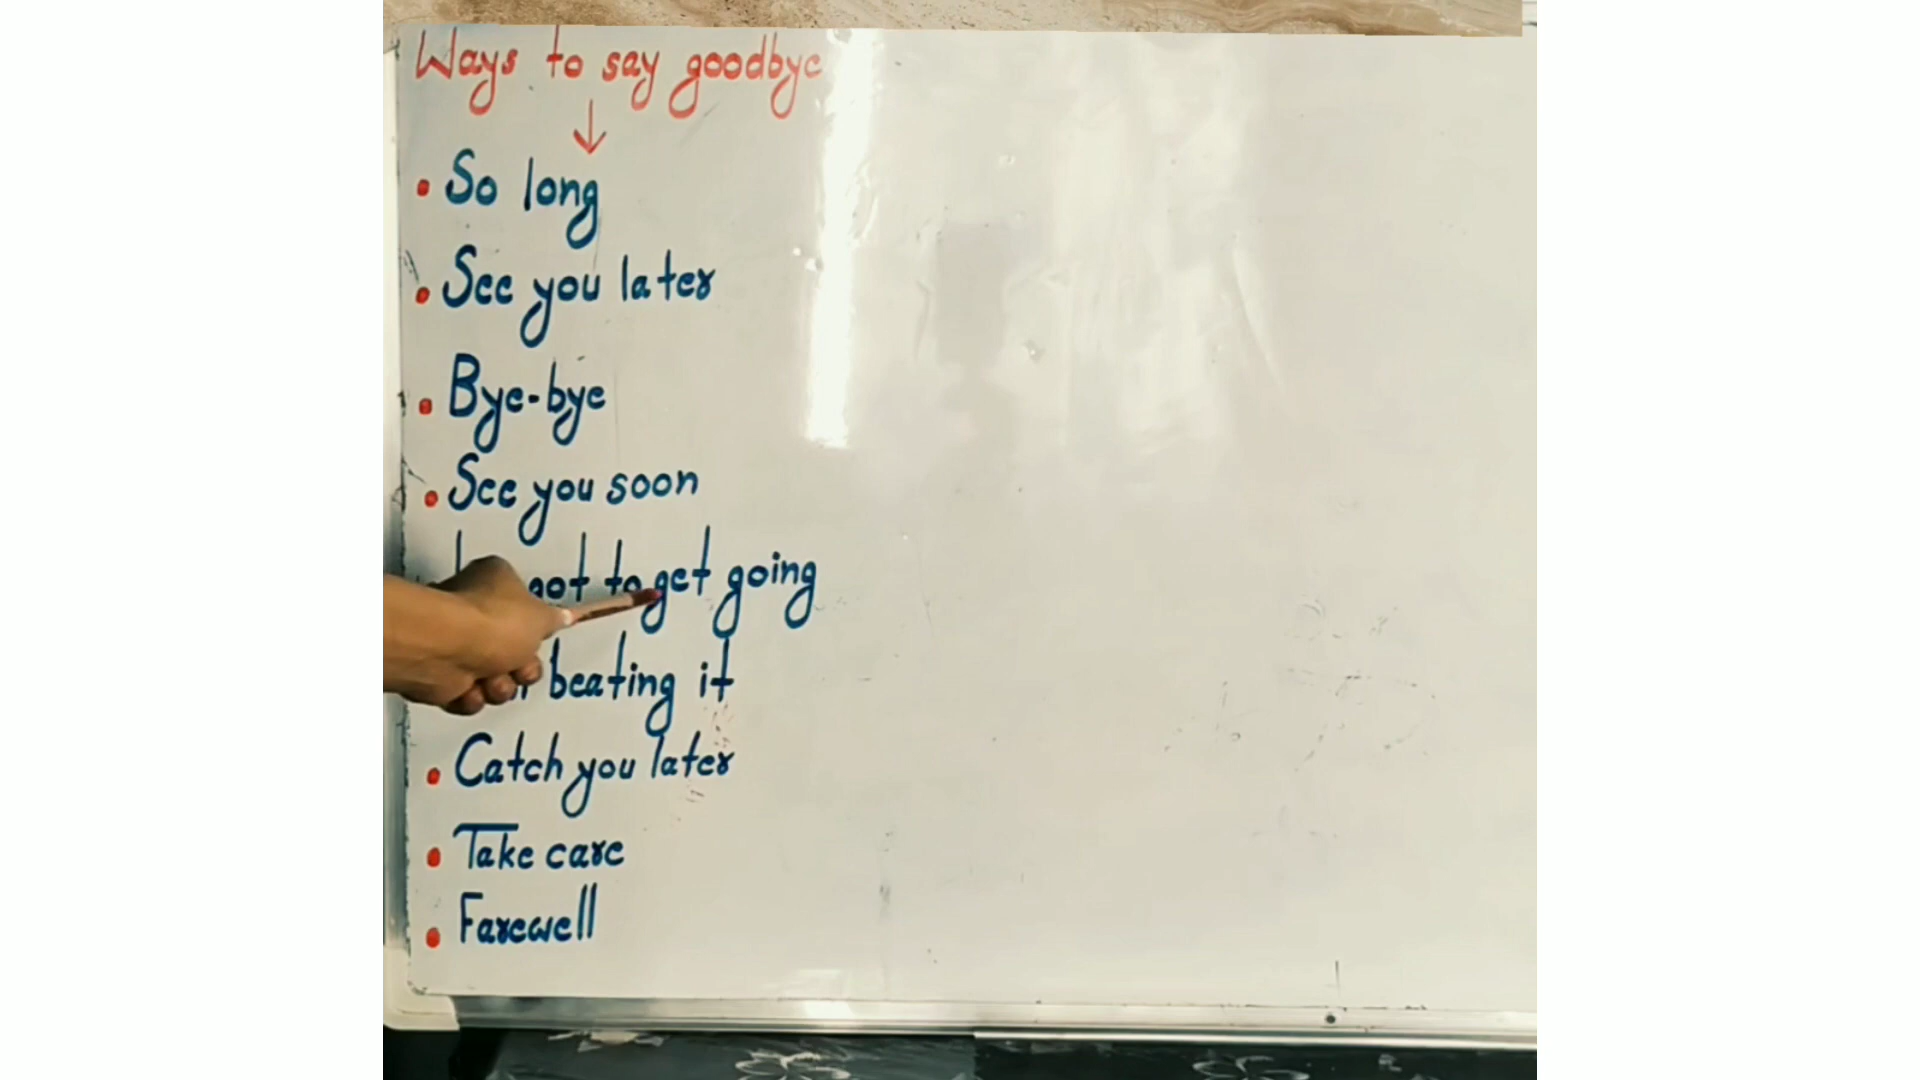 Ways to say goodbye
So long
See you later
Bye-bye
See you soon
got to get going
beating it
Catch you later
Take care
Farewell